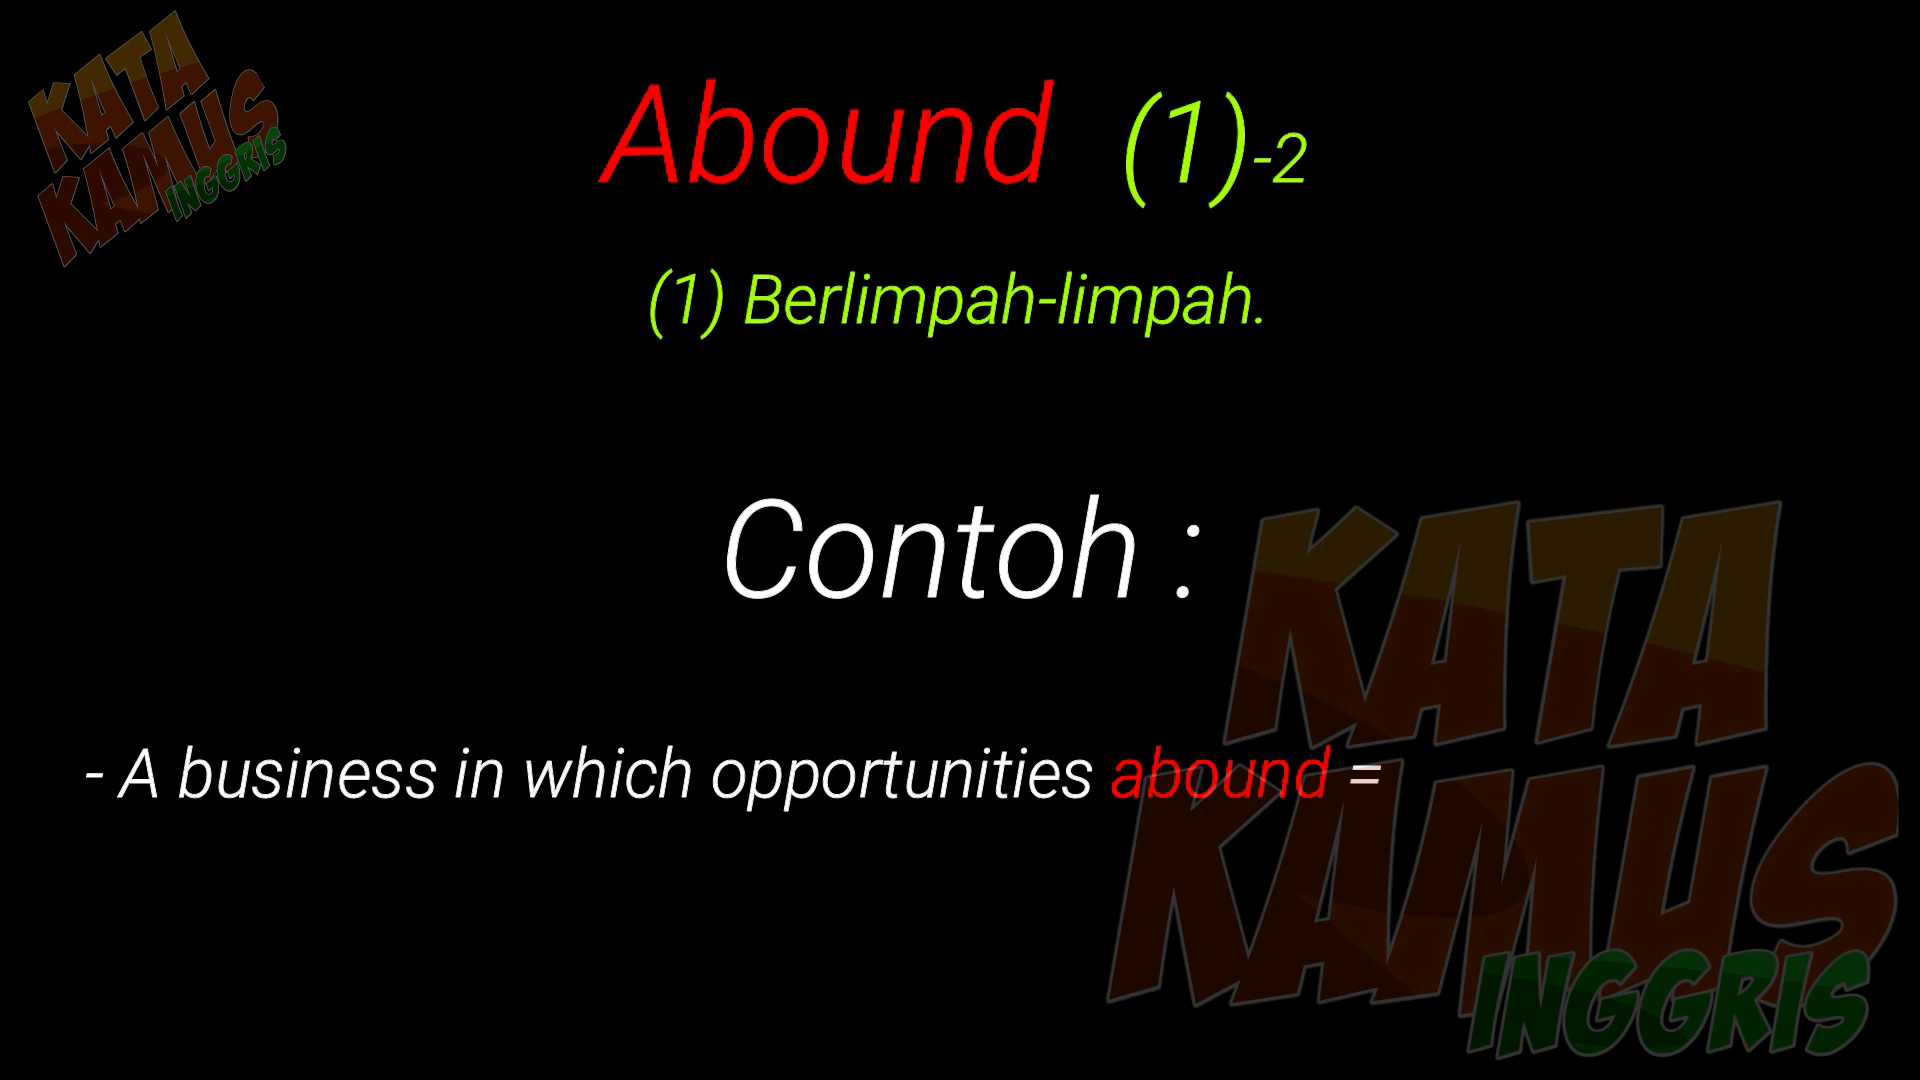 KATA
KAMUS
INGGRIS
Abound (1)-2
(1) Berlimpah-limpah.
Contoh :
- A business in which opportunities abound =
KATA
KAMUS
INGGRIS